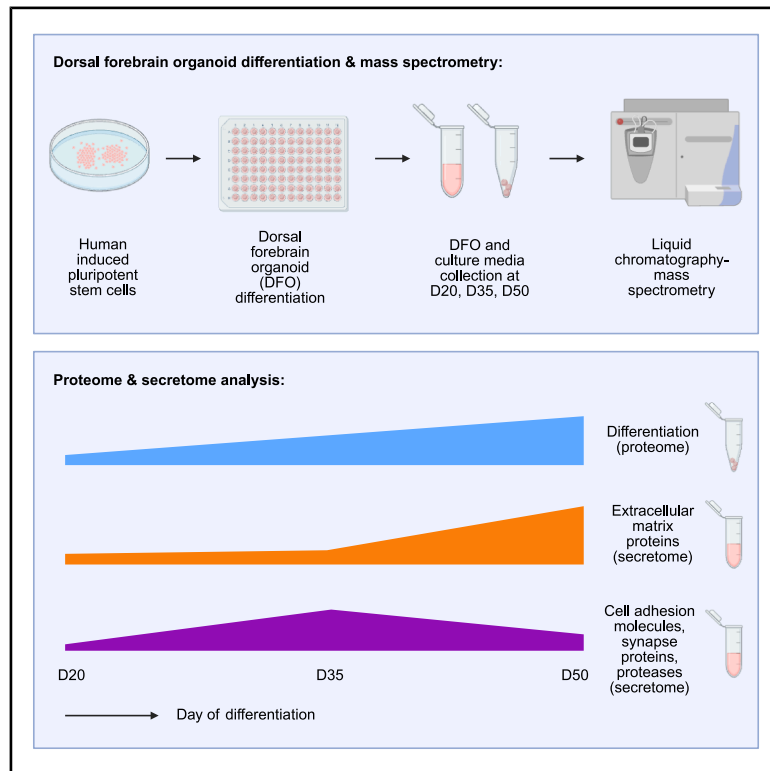 Dorsal forebrain organoid differentiation & mass spectrometry:
Human
induced
pluripotent
stem cells
Dorsal
forebrain
organoid
(DFO)
differentiation
DFO and
culture media
collection at
D20, D35, D50
Liquid
chromatography-
mass
spectrometry
Proteome & secretome analysis:
Differentiation
(proteome)
Extracellular
matrix
proteins
(secretome)
Cell adhesion
molecules,
synapse
proteins,
proteases
(secretome)
D20
D35
D50
Day of differentiation